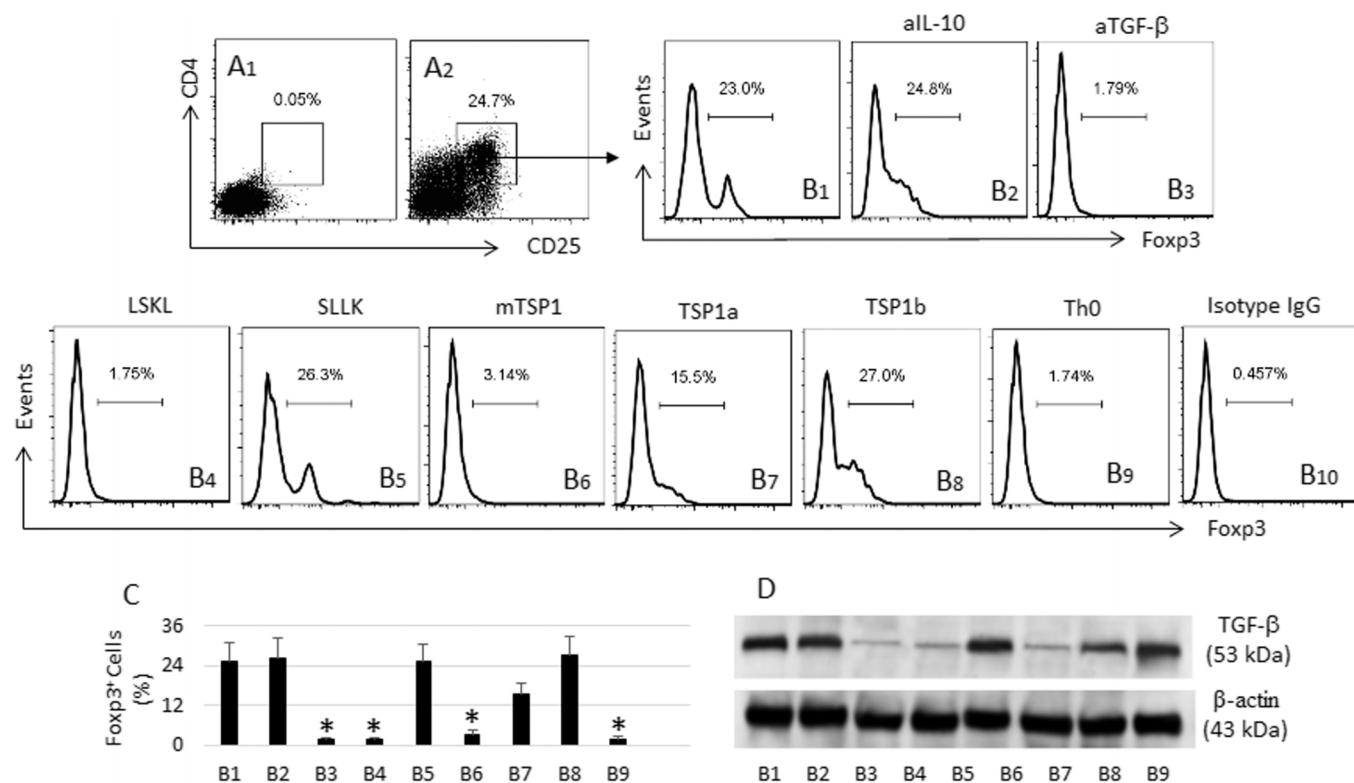 aIL-10 aTGF-β
CD4 A1 0.05% A2 24.7% Events 23.0% B1 24.8% B2 1.79% B3
CD25 Foxp3
LSKL SLLK mTSP1 TSP1a TSP1b Th0 Isotype IgG
Events 1.75% B4 26.3% B5 3.14% B6 15.5% B7 27.0% B8 1.74% B9 0.457% B10
Foxp3
C
Foxp3⁺ Cells
(%)
36
24
12
0
* * * *
B1 B2 B3 B4 B5 B6 B7 B8 B9
D
TGF-β
(53 kDa)
β-actin
(43 kDa)
B1 B2 B3 B4 B5 B6 B7 B8 B9